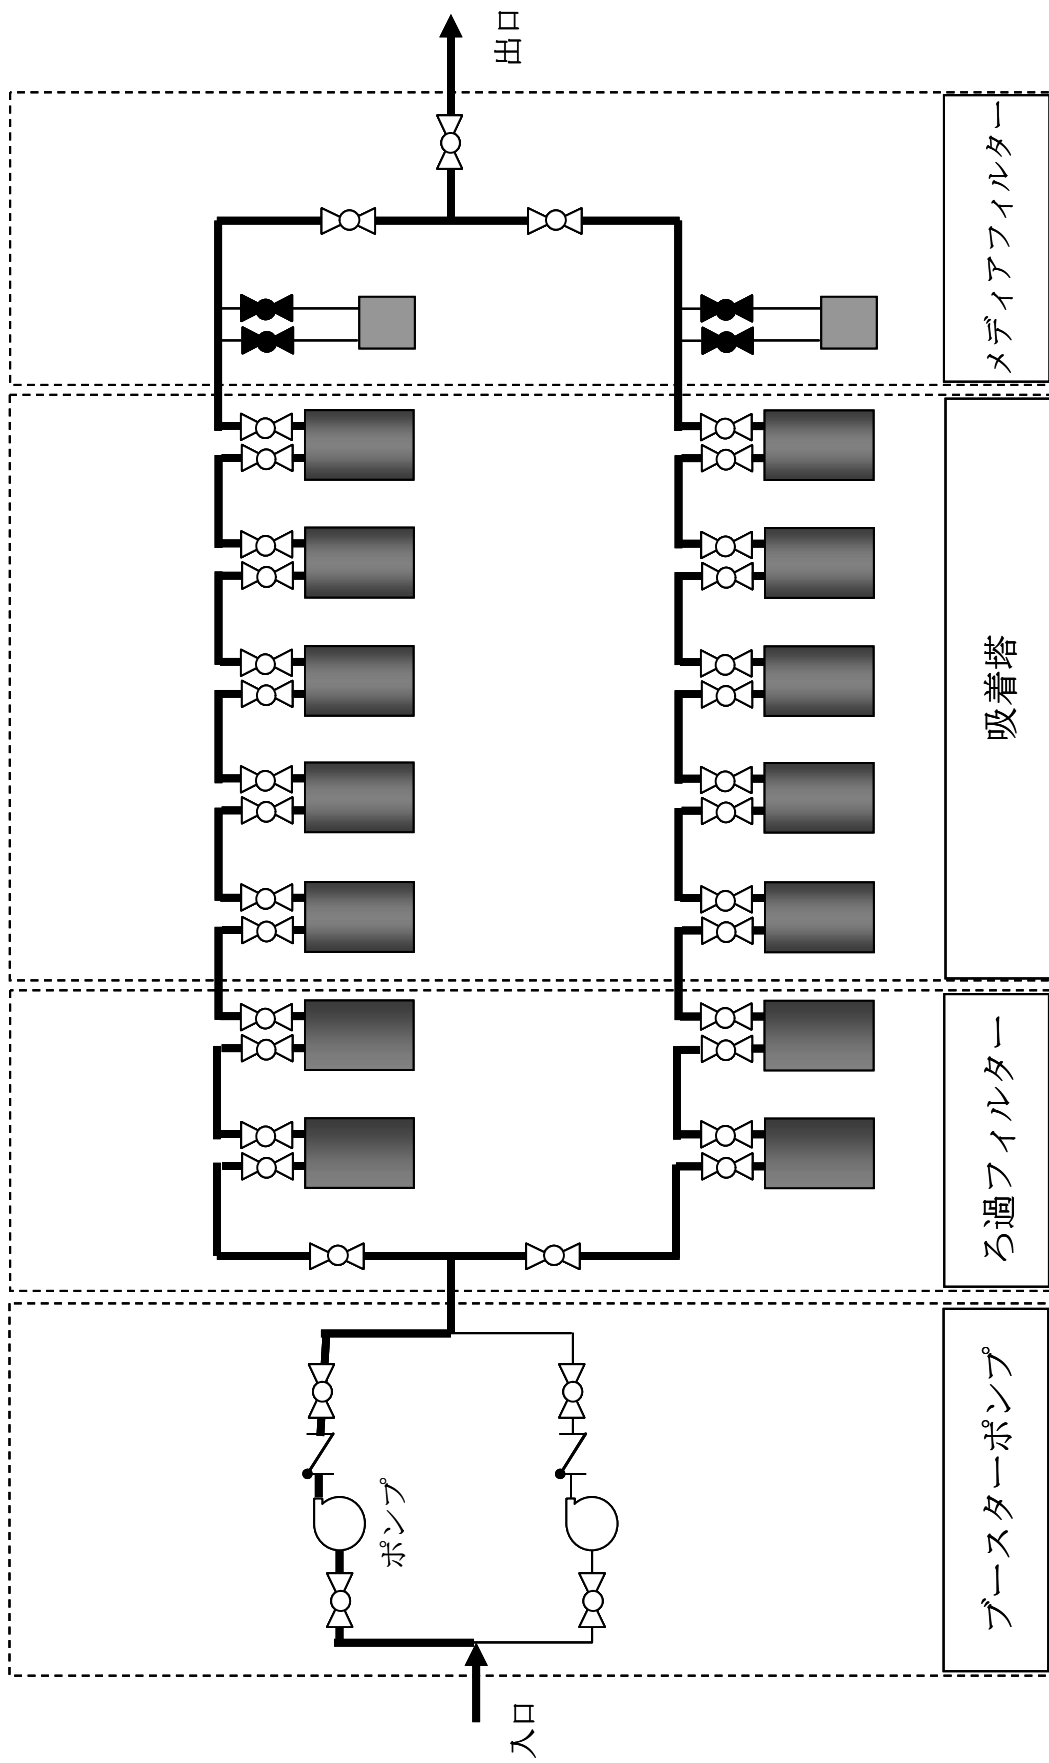 入口
ポンプ
出口
ブースターポンプ
ろ過フィルター
吸着塔
メディアフィルター